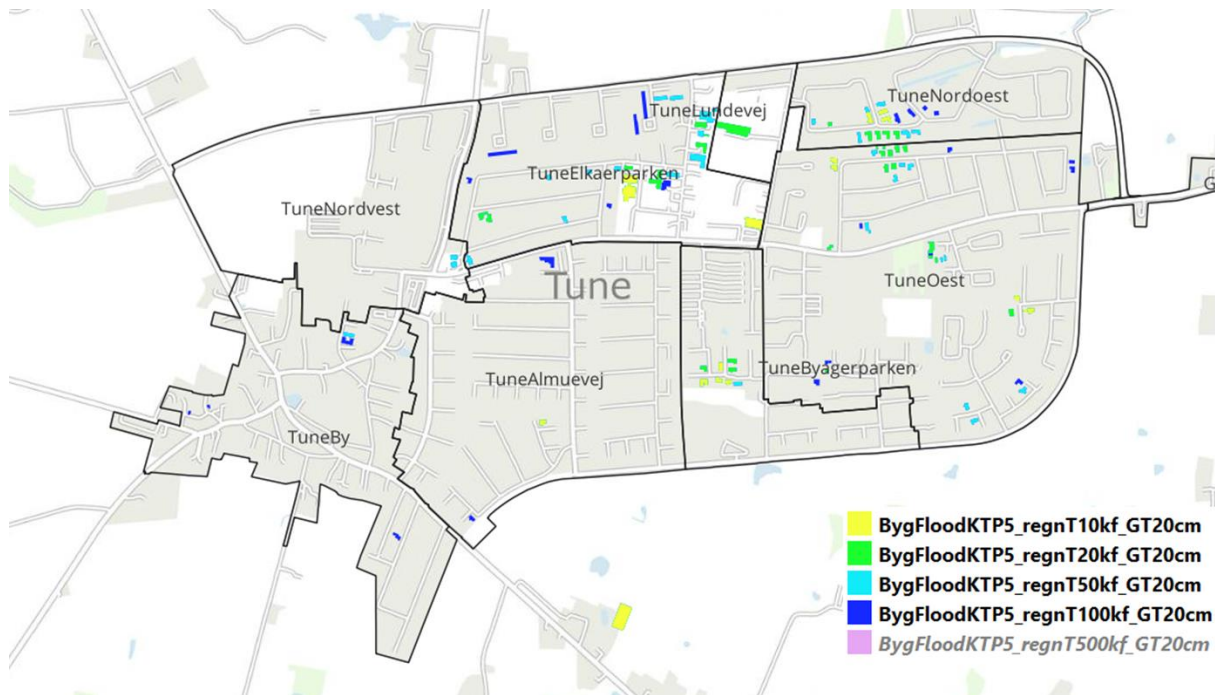 TuneNordoest
TuneLundevej
TuneElkaerparken
G
TuneNordvest
Tune
TuneOest
TuneByagerparken
TuneAlmuevej
TuneBy
BygFloodKTP5_regnT10kf_GT20cm
BygFloodKTP5_regnT20kf_GT20cm
BygFloodKTP5_regnT50kf_GT20cm
BygFloodKTP5_regnT100kf_GT20cm
BygFloodKTP5_regnT500kf_GT20cm